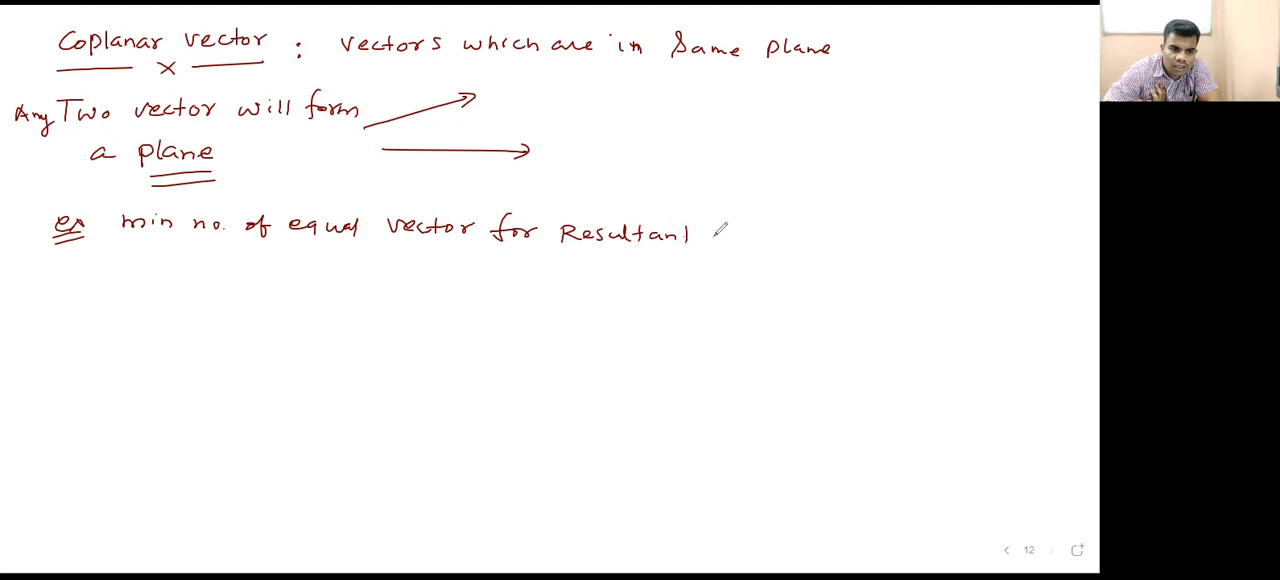 Coplanar vector : vectors which are in Same plane
Any Two vector will form
a plane
ex min no. of equal vector for Resultant
12